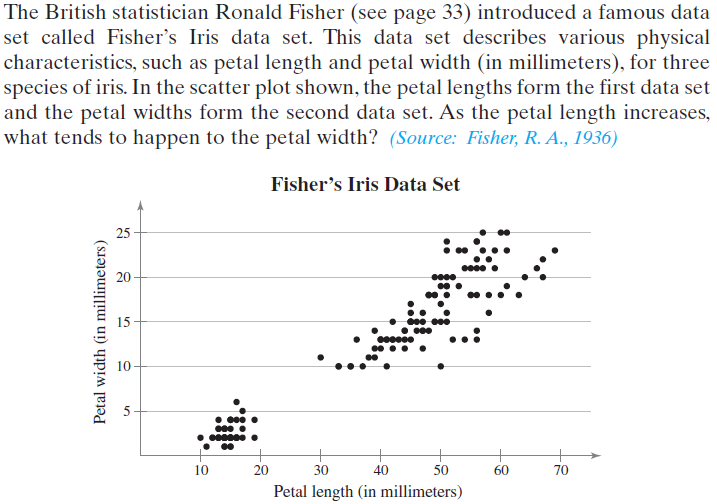 The British statistician Ronald Fisher (see page 33) introduced a famous data
set called Fisher’s Iris data set. This data set describes various physical
characteristics, such as petal length and petal width (in millimeters), for three
species of iris. In the scatter plot shown, the petal lengths form the first data set
and the petal widths form the second data set. As the petal length increases,
what tends to happen to the petal width? (Source: Fisher, R. A., 1936)
Fisher’s Iris Data Set
Petal width (in millimeters)
25
20
15
10
5
10 20 30 40 50 60 70
Petal length (in millimeters)